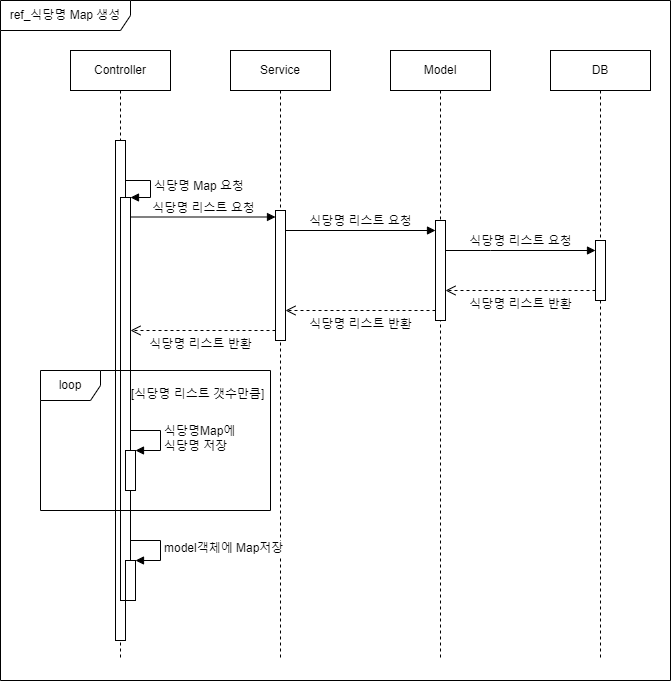 ref_식당명 Map 생성
Controller
Service
Model
DB
식당명 Map 요청
식당명 리스트 요청
식당명 리스트 요청
식당명 리스트 요청
식당명 리스트 반환
식당명 리스트 반환
식당명 리스트 반환
loop
[식당명 리스트 갯수만큼]
식당명Map에
식당명 저장
model객체에 Map저장